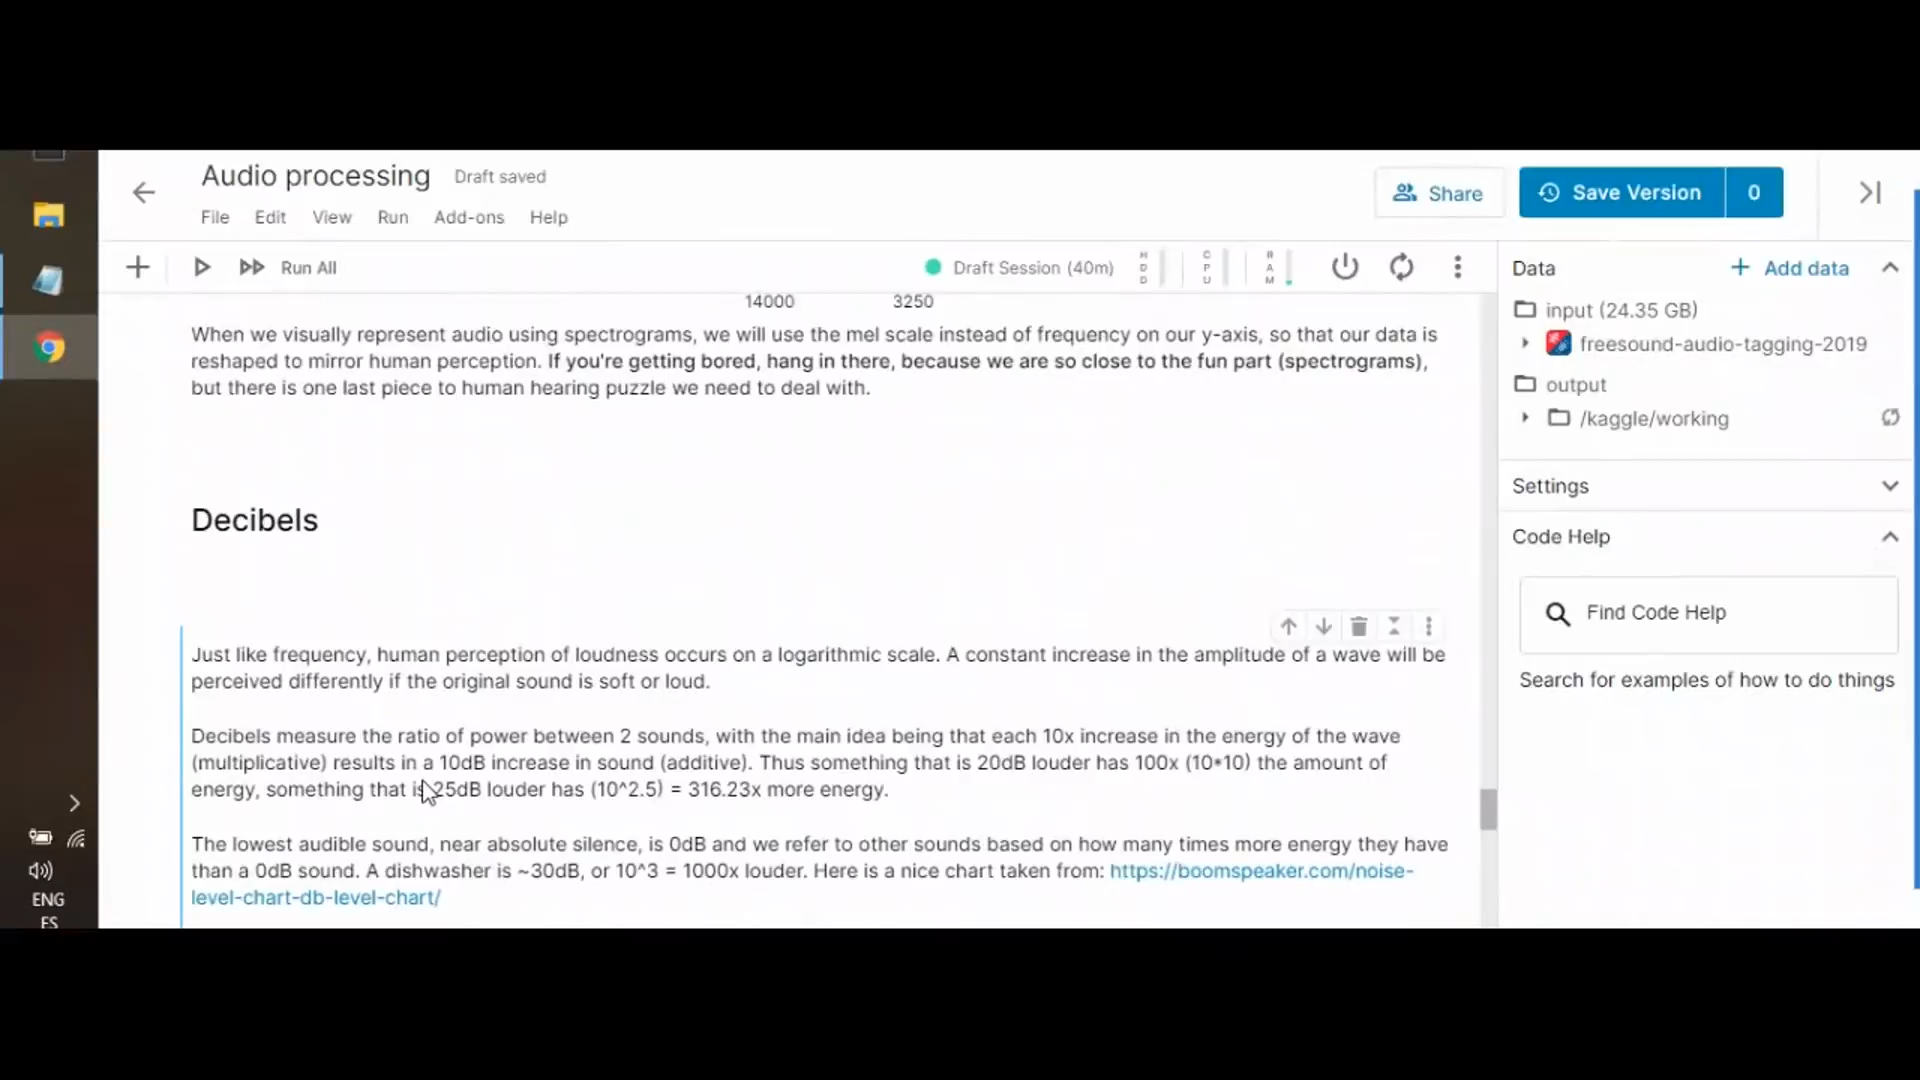 Audio processing Draft saved
File Edit View Run Add-ons Help
Share
Save Version 0
Run All
Draft Session (40m)
HDD
CPU
RAM
14000 3250
When we visually represent audio using spectrograms, we will use the mel scale instead of frequency on our y-axis, so that our data is
reshaped to mirror human perception. If you're getting bored, hang in there, because we are so close to the fun part (spectrograms),
but there is one last piece to human hearing puzzle we need to deal with.
Decibels
Just like frequency, human perception of loudness occurs on a logarithmic scale. A constant increase in the amplitude of a wave will be
perceived differently if the original sound is soft or loud.
Decibels measure the ratio of power between 2 sounds, with the main idea being that each 10x increase in the energy of the wave
(multiplicative) results in a 10dB increase in sound (additive). Thus something that is 20dB louder has 100x (10*10) the amount of
energy, something that is 25dB louder has (10^2.5) = 316.23x more energy.
The lowest audible sound, near absolute silence, is 0dB and we refer to other sounds based on how many times more energy they have
than a 0dB sound. A dishwasher is ~30dB, or 10^3 = 1000x louder. Here is a nice chart taken from: https://boomspeaker.com/noise-
level-chart-db-level-chart/
Data
+ Add data
input (24.35 GB)
freesound-audio-tagging-2019
output
/kaggle/working
Settings
Code Help
Find Code Help
Search for examples of how to do things
ENG
ES